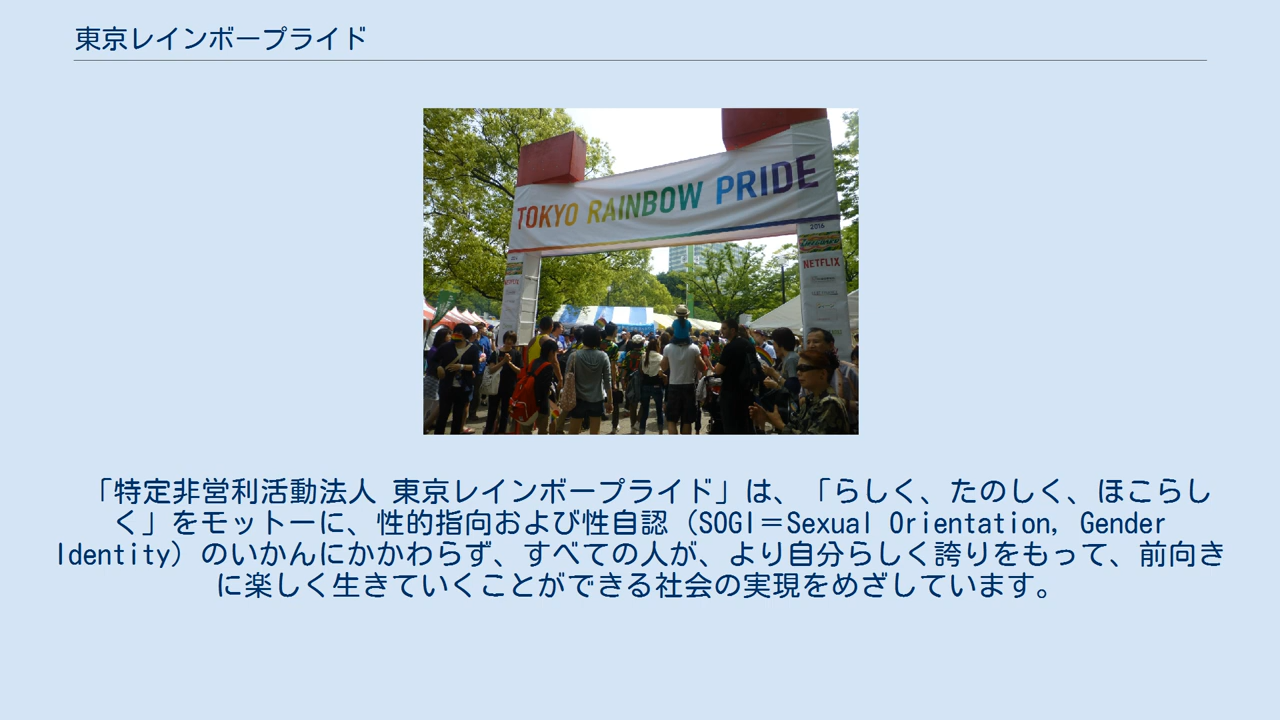 東京レインボープライド
TOKYO RAINBOW PRIDE
2016
NETFLIX
「特定非営利活動法人 東京レインボープライド」は、「らしく、たのしく、ほこらし
く」をモットーに、性的指向および性自認（SOGI＝Sexual Orientation, Gender
Identity）のいかんにかかわらず、すべての人が、より自分らしく誇りをもって、前向き
に楽しく生きていくことができる社会の実現をめざしています。